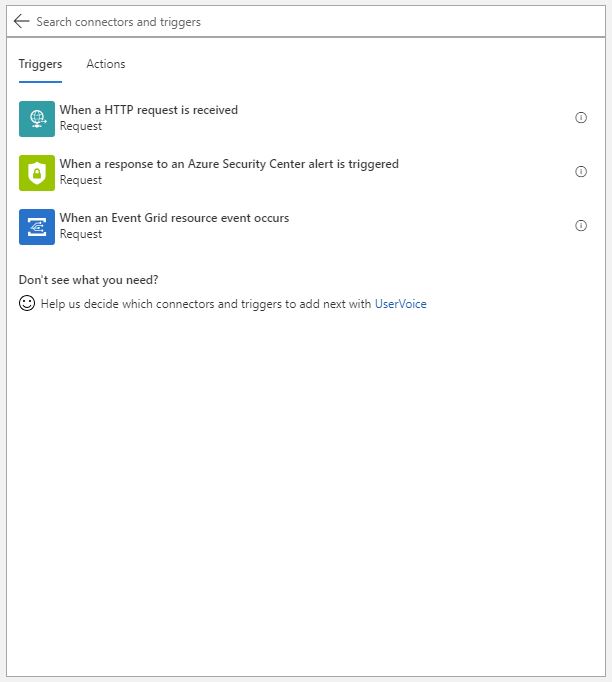 Search connectors and triggers
Triggers Actions
When a HTTP request is received
Request
When a response to an Azure Security Center alert is triggered
Request
When an Event Grid resource event occurs
Request
Don't see what you need?
Help us decide which connectors and triggers to add next with UserVoice